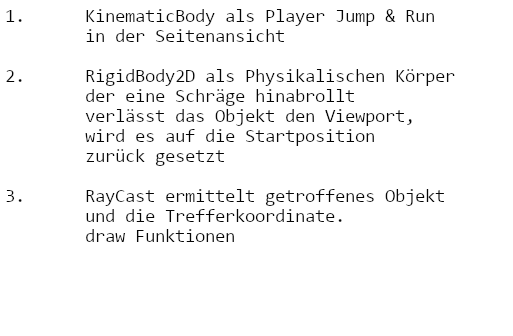 1. KinematicBody als Player Jump & Run
in der Seitenansicht
2. RigidBody2D als Physikalischen Körper
der eine Schräge hinabrollt
verlässt das Objekt den Viewport,
wird es auf die Startposition
zurück gesetzt
3. RayCast ermittelt getroffenes Objekt
und die Trefferkoordinate.
draw Funktionen